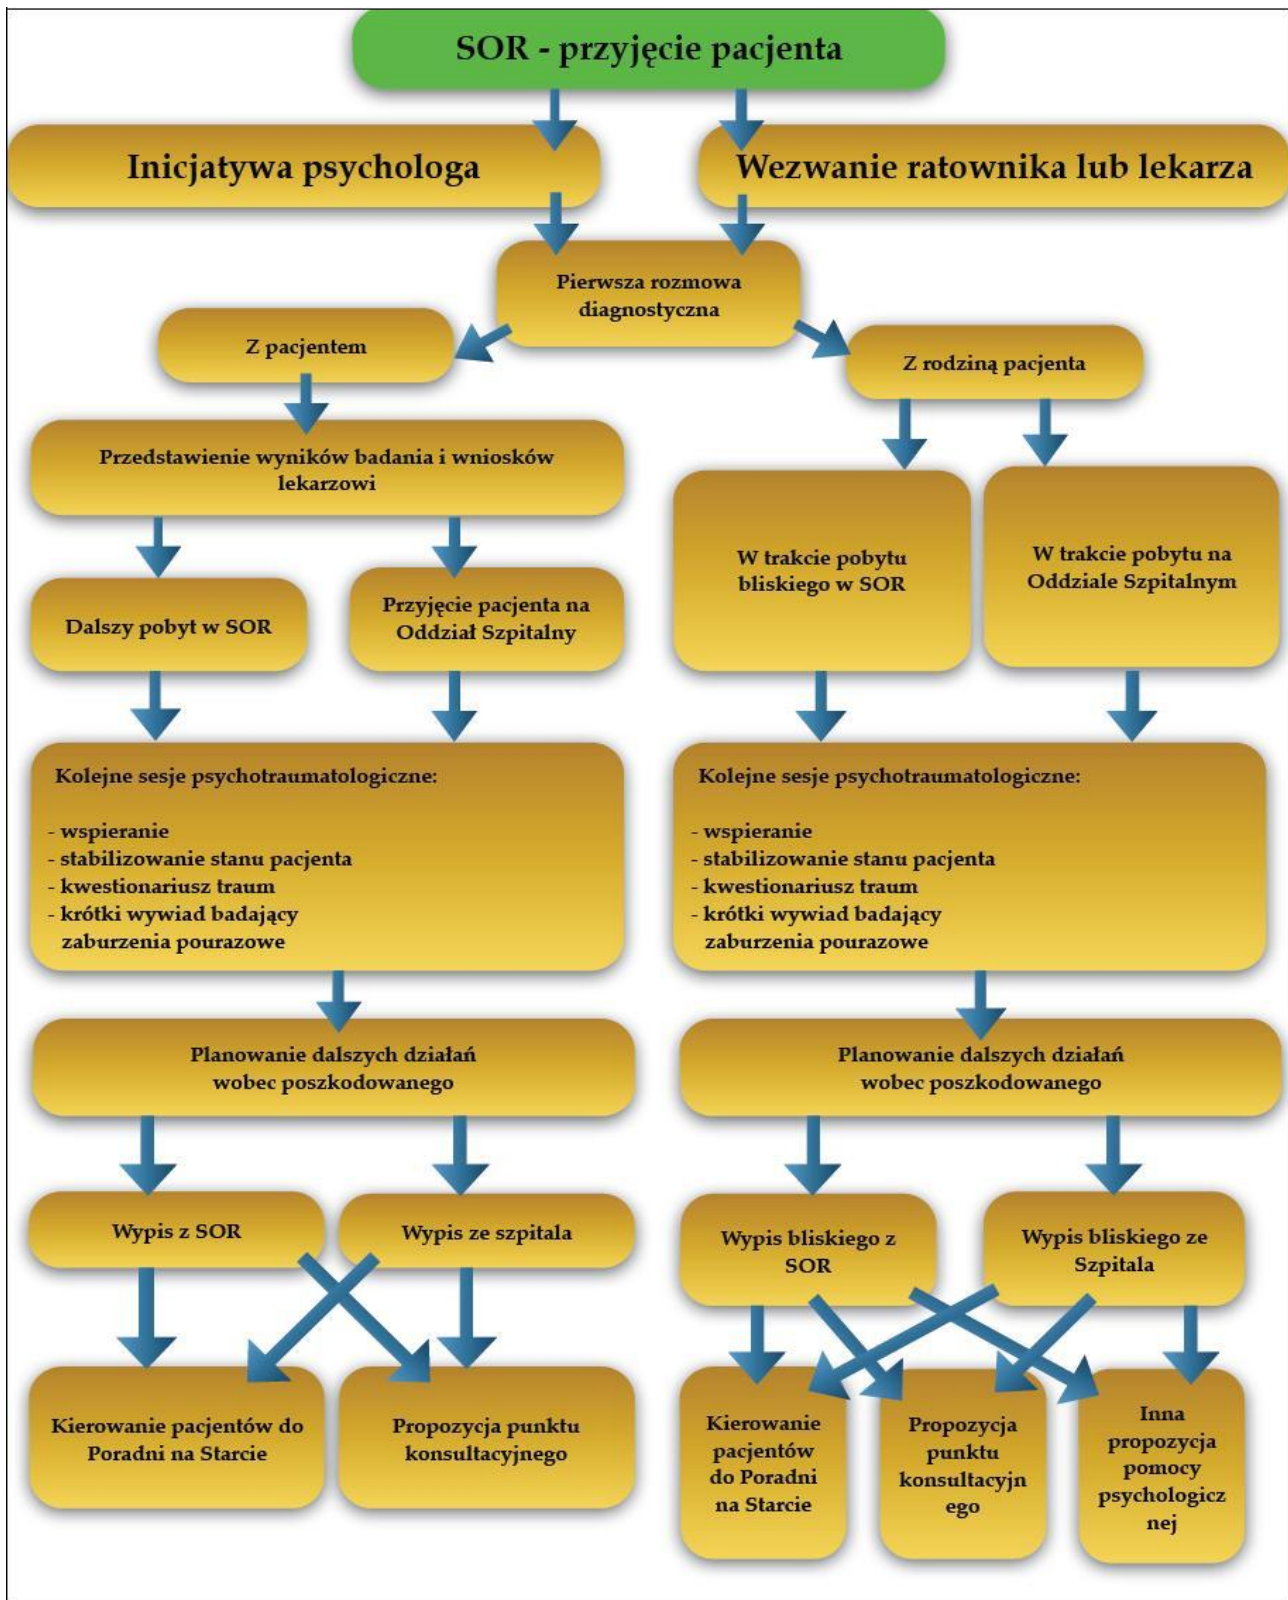 SOR - przyjęcie pacjenta
Inicjatywa psychologa
Wezwanie ratownika lub lekarza
Pierwsza rozmowa
diagnostyczna
Z pacjentem
Z rodziną pacjenta
Przedstawienie wyników badania i wniosków
lekarzowi
W trakcie pobytu
bliskiego w SOR
W trakcie pobytu na
Oddziale Szpitalnym
Dalszy pobyt w SOR
Przyjęcie pacjenta na
Oddział Szpitalny
Kolejne sesje psychotraumatologiczne:
- wspieranie
- stabilizowanie stanu pacjenta
- kwestionariusz traum
- krótki wywiad badający
zaburzenia pourazowe
Kolejne sesje psychotraumatologiczne:
- wspieranie
- stabilizowanie stanu pacjenta
- kwestionariusz traum
- krótki wywiad badający
zaburzenia pourazowe
Planowanie dalszych działań
wobec poszkodowanego
Planowanie dalszych działań
wobec poszkodowanego
Wypis z SOR
Wypis ze szpitala
Wypis bliskiego z
SOR
Wypis bliskiego ze
Szpitala
Kierowanie pacjentów do
Poradni na Starcie
Propozycja punktu
konsultacyjnego
Kierowanie
pacjentów
do Poradni
na Starcie
Propozycja
punktu
konsultacyjn
ego
Inna
propozycja
pomocy
psychologicz
nej